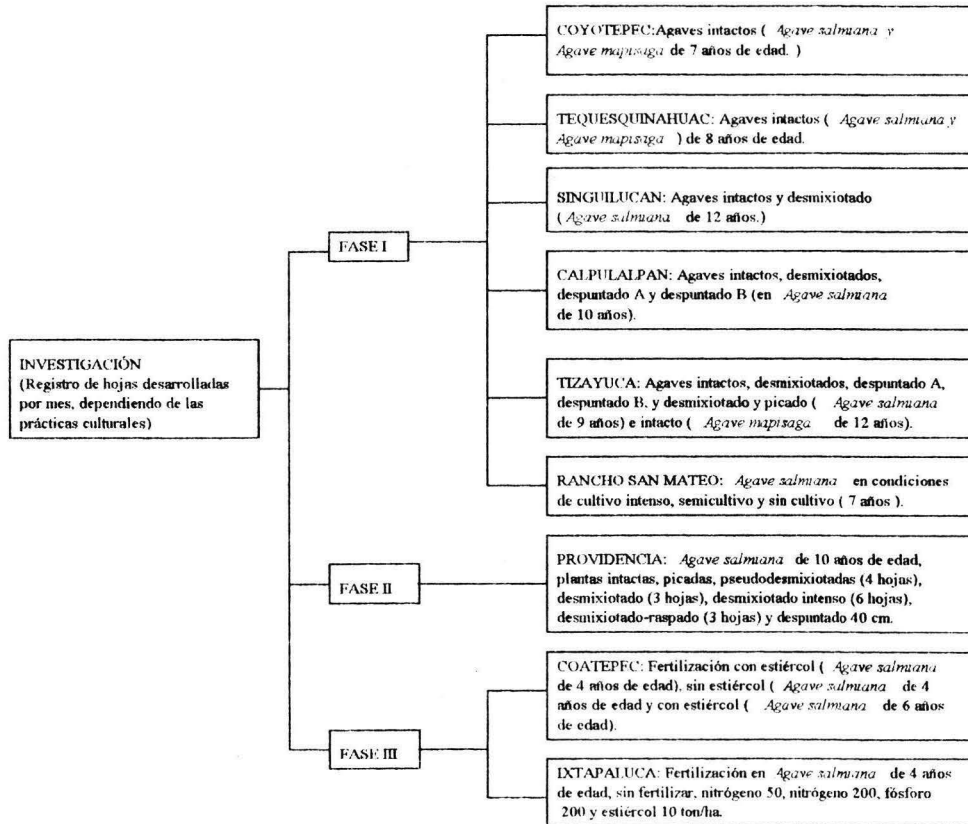 COYOTEPEC:Agaves intactos ( Agave salmiana y
Agave mapisaga de 7 años de edad. )
TEQUESQUINAHUAC: Agaves intactos ( Agave salmiana y
Agave mapisaga ) de 8 años de edad.
SINGUILUCAN: Agaves intactos y desmixiotado
( Agave salmiana de 12 años.)
FASE I
CALPULALPAN: Agaves intactos, desmixiotados,
despuntado A y despuntado B (en Agave salmiana
de 10 años).
INVESTIGACIÓN
(Registro de hojas desarrolladas
por mes, dependiendo de las
prácticas culturales)
TIZAYUCA: Agaves intactos, desmixiotados, despuntado A,
despuntado B, y desmixiotado y picado ( Agave salmiana
de 9 años) e intacto ( Agave mapisaga de 12 años).
RANCHO SAN MATEO: Agave salmiana en condiciones
de cultivo intenso, semicultivo y sin cultivo ( 7 años ).
FASE II
PROVIDENCIA: Agave salmiana de 10 años de edad,
plantas intactas, picadas, pseudodesmixiotadas (4 hojas),
desmixiotado (3 hojas), desmixiotado intenso (6 hojas),
desmixiotado-raspado (3 hojas) y despuntado 40 cm.
FASE III
COATEPEC: Fertilización con estiércol ( Agave salmiana
de 4 años de edad), sin estiércol ( Agave salmiana de 4
años de edad y con estiércol ( Agave salmiana de 6 años
de edad).
IXTAPALUCA: Fertilización en Agave salmiana de 4 años
de edad, sin fertilizar, nitrógeno 50, nitrógeno 200, fósforo
200 y estiércol 10 ton/ha.